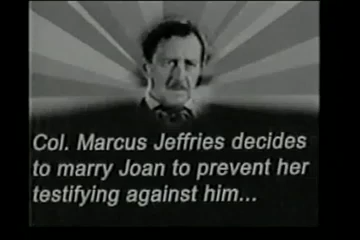 Col. Marcus Jeffries decides
to marry Joan to prevent her
testifying against him...